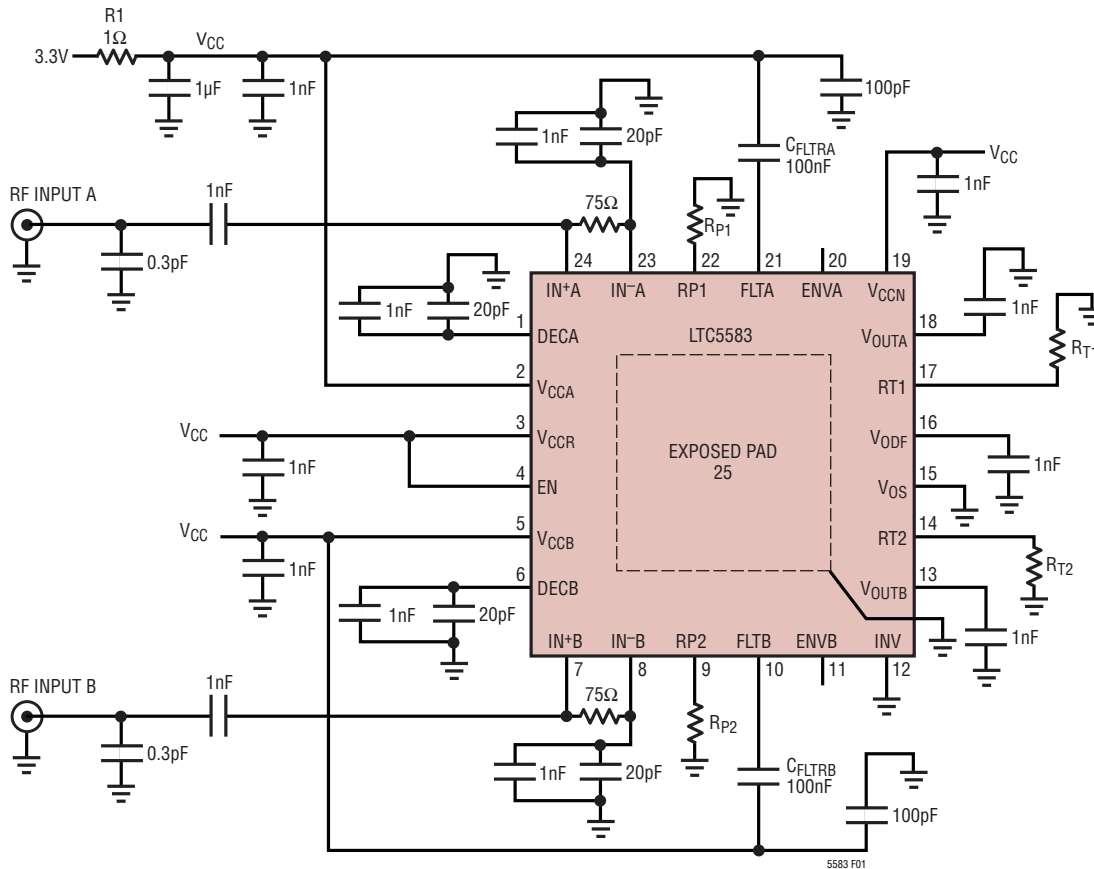 R1
1Ω
3.3V
VCC
1µF
1nF
100pF
1nF
20pF
CFLTRA
100nF
VCC
1nF
RF INPUT A
1nF
75Ω
RP1
0.3pF
24
23
22
21
20
19
IN+A
IN−A
RP1
FLTA
ENVA
VCCN
1nF
1nF
20pF
1
DECA
LTC5583
VOUTA
18
RT1
2
VCCA
RT1
17
VCC
3
VCCR
EXPOSED PAD
25
VODF
16
1nF
1nF
4
EN
VOS
15
VCC
5
VCCB
RT2
14
1nF
RT2
6
DECB
VOUTB
13
1nF
20pF
1nF
IN+B
IN−B
RP2
FLTB
ENVB
INV
7
8
9
10
11
12
RF INPUT B
1nF
75Ω
RP2
0.3pF
1nF
20pF
CFLTRB
100nF
100pF
5583 F01